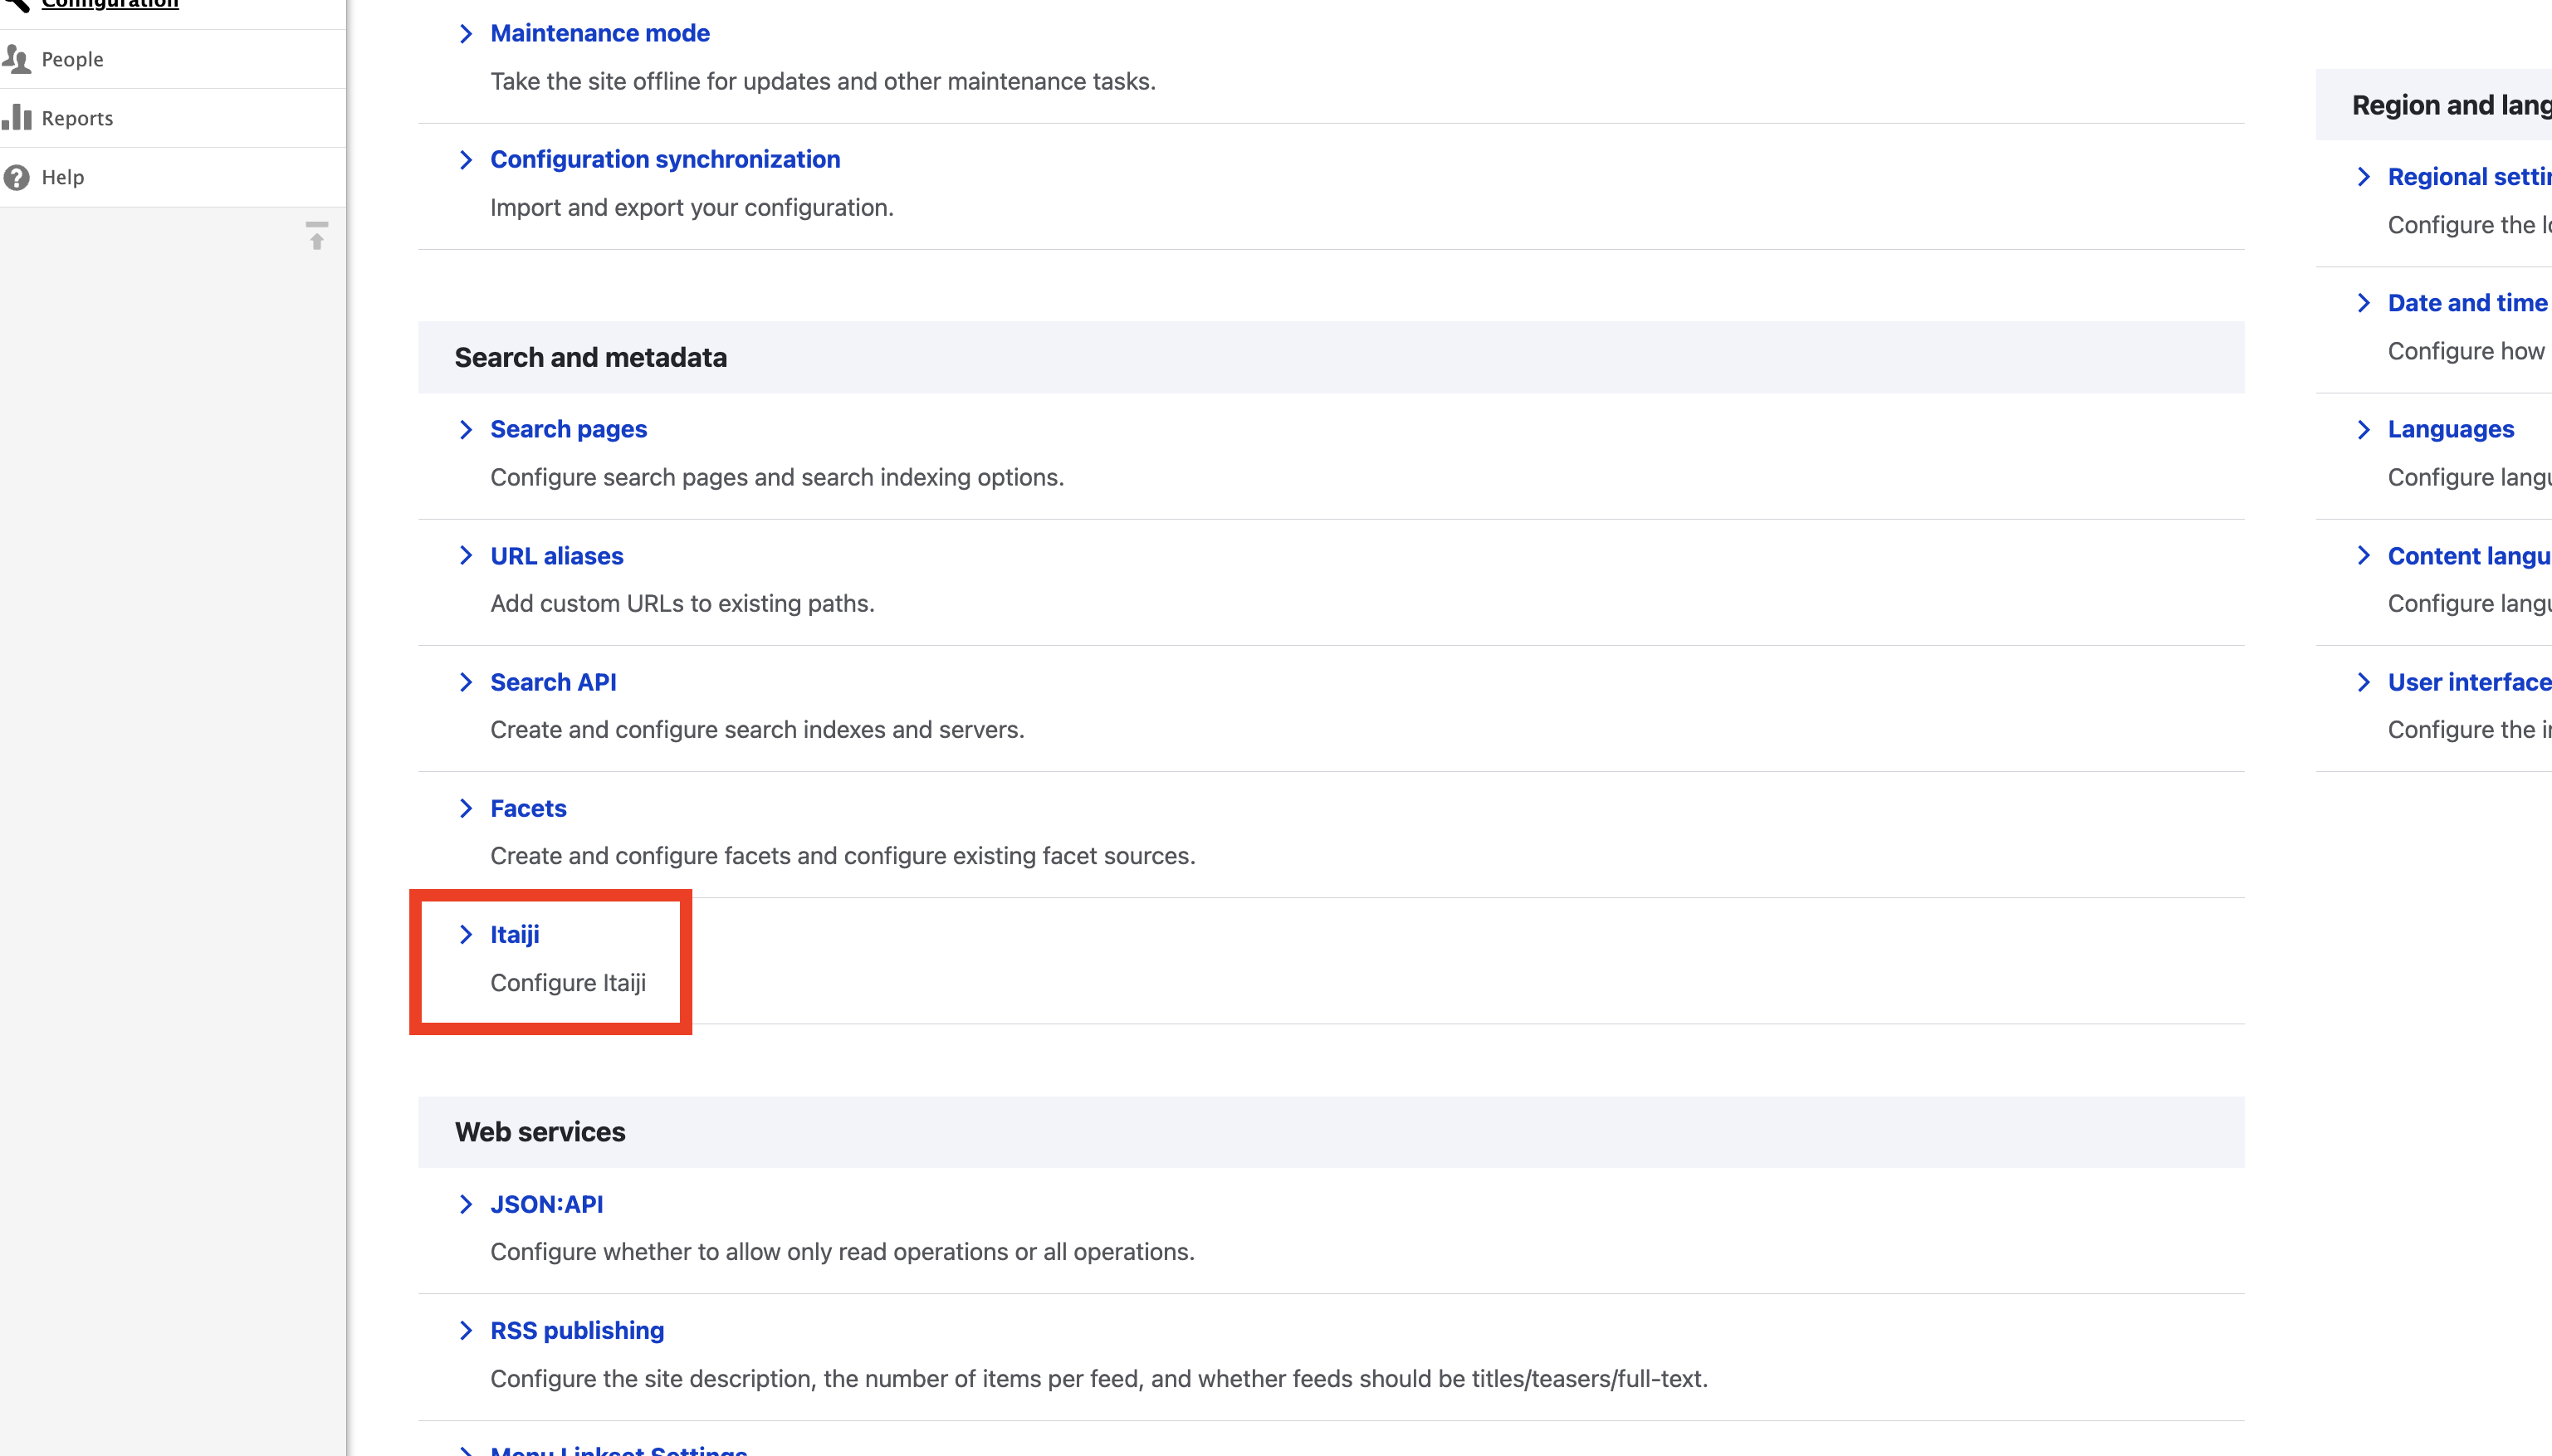 Configuration
People
Reports
Help
Maintenance mode
Take the site offline for updates and other maintenance tasks.
Configuration synchronization
Import and export your configuration.
Search and metadata
Search pages
Configure search pages and search indexing options.
URL aliases
Add custom URLs to existing paths.
Search API
Create and configure search indexes and servers.
Facets
Create and configure facets and configure existing facet sources.
Itaiji
Configure Itaiji
Web services
JSON:API
Configure whether to allow only read operations or all operations.
RSS publishing
Configure the site description, the number of items per feed, and whether feeds should be titles/teasers/full-text.
Menu Linkset Settings
Region and lang
Regional
Configure the
Date and time
Configure how
Languages
Configure
Content
Configure
User interface
Configure the